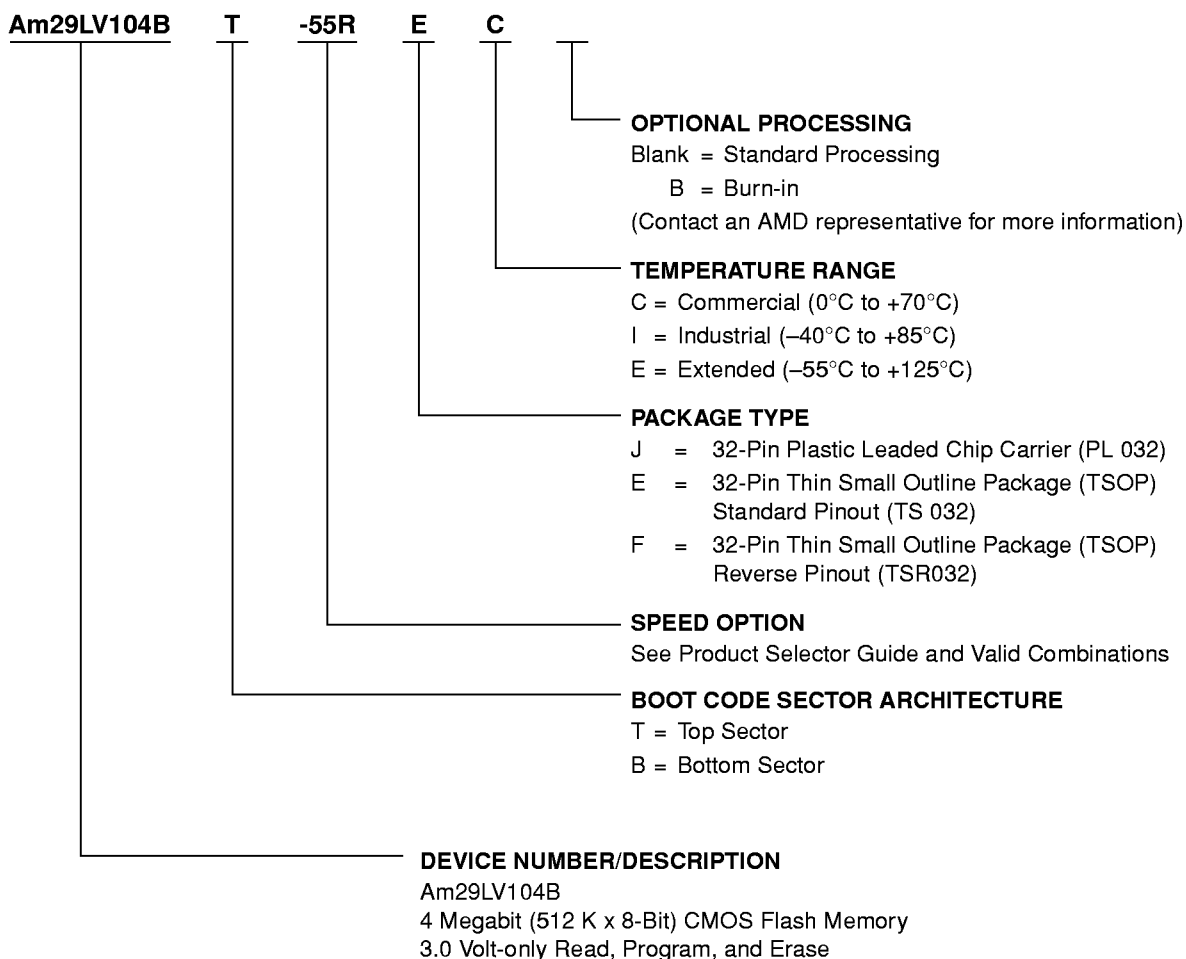 Am29LV104B T -55R E C
OPTIONAL PROCESSING
Blank = Standard Processing
B = Burn-in
(Contact an AMD representative for more information)
TEMPERATURE RANGE
C = Commercial (0°C to +70°C)
I = Industrial (–40°C to +85°C)
E = Extended (–55°C to +125°C)
PACKAGE TYPE
J = 32-Pin Plastic Leaded Chip Carrier (PL 032)
E = 32-Pin Thin Small Outline Package (TSOP)
Standard Pinout (TS 032)
F = 32-Pin Thin Small Outline Package (TSOP)
Reverse Pinout (TSR032)
SPEED OPTION
See Product Selector Guide and Valid Combinations
BOOT CODE SECTOR ARCHITECTURE
T = Top Sector
B = Bottom Sector
DEVICE NUMBER/DESCRIPTION
Am29LV104B
4 Megabit (512 K x 8-Bit) CMOS Flash Memory
3.0 Volt-only Read, Program, and Erase